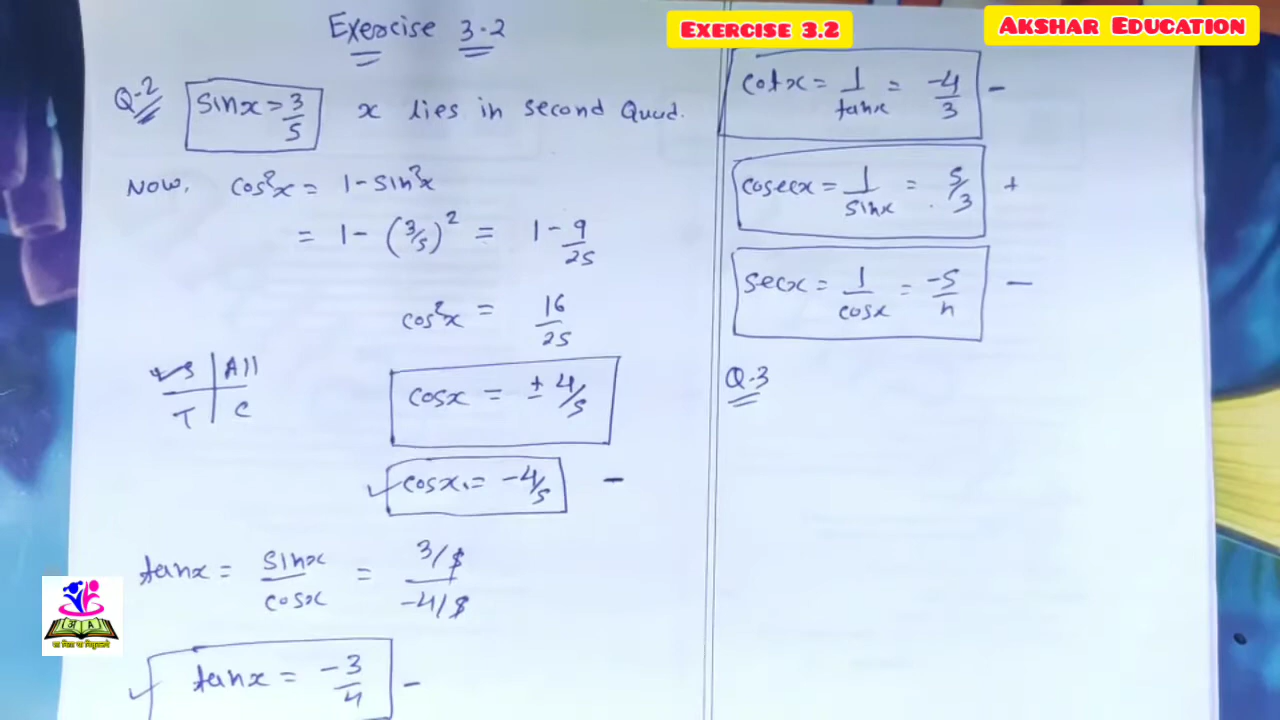 Exercise 3.2
Q-2 sinx = 3/5 x lies in second Quad.
Now, cos²x = 1 - sin²x
= 1 - (3/5)² = 1 - 9/25
cos²x = 16/25
S All
T C
cosx = ± 4/5
cosx = -4/5 -
tanx = sinx/cosx = 3/5 / -4/5
tanx = -3/4 -
EXERCISE 3.2
AKSHAR EDUCATION
cotx = 1/tanx = -4/3 -
cosecx = 1/sinx = 5/3 +
secx = 1/cosx = -5/4 -
Q.3